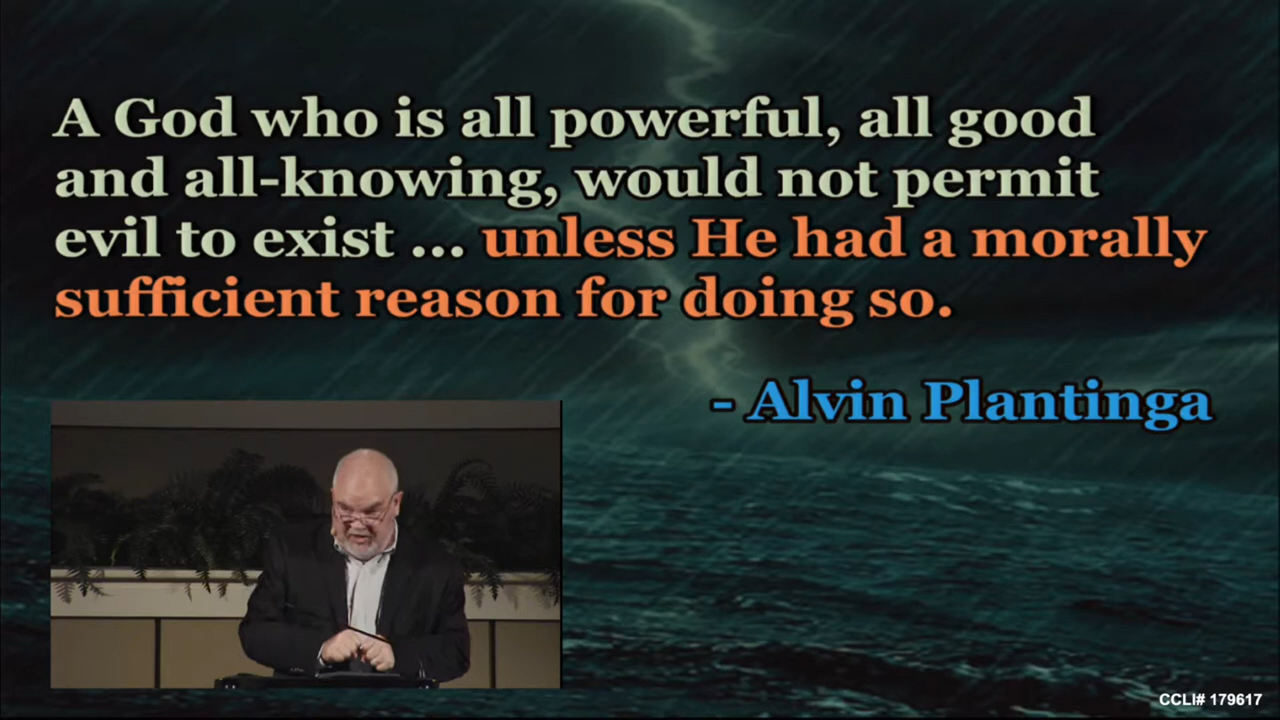 A God who is all powerful, all good
and all-knowing, would not permit
evil to exist ... unless He had a morally
sufficient reason for doing so.
- Alvin Plantinga
CCLI# 179617